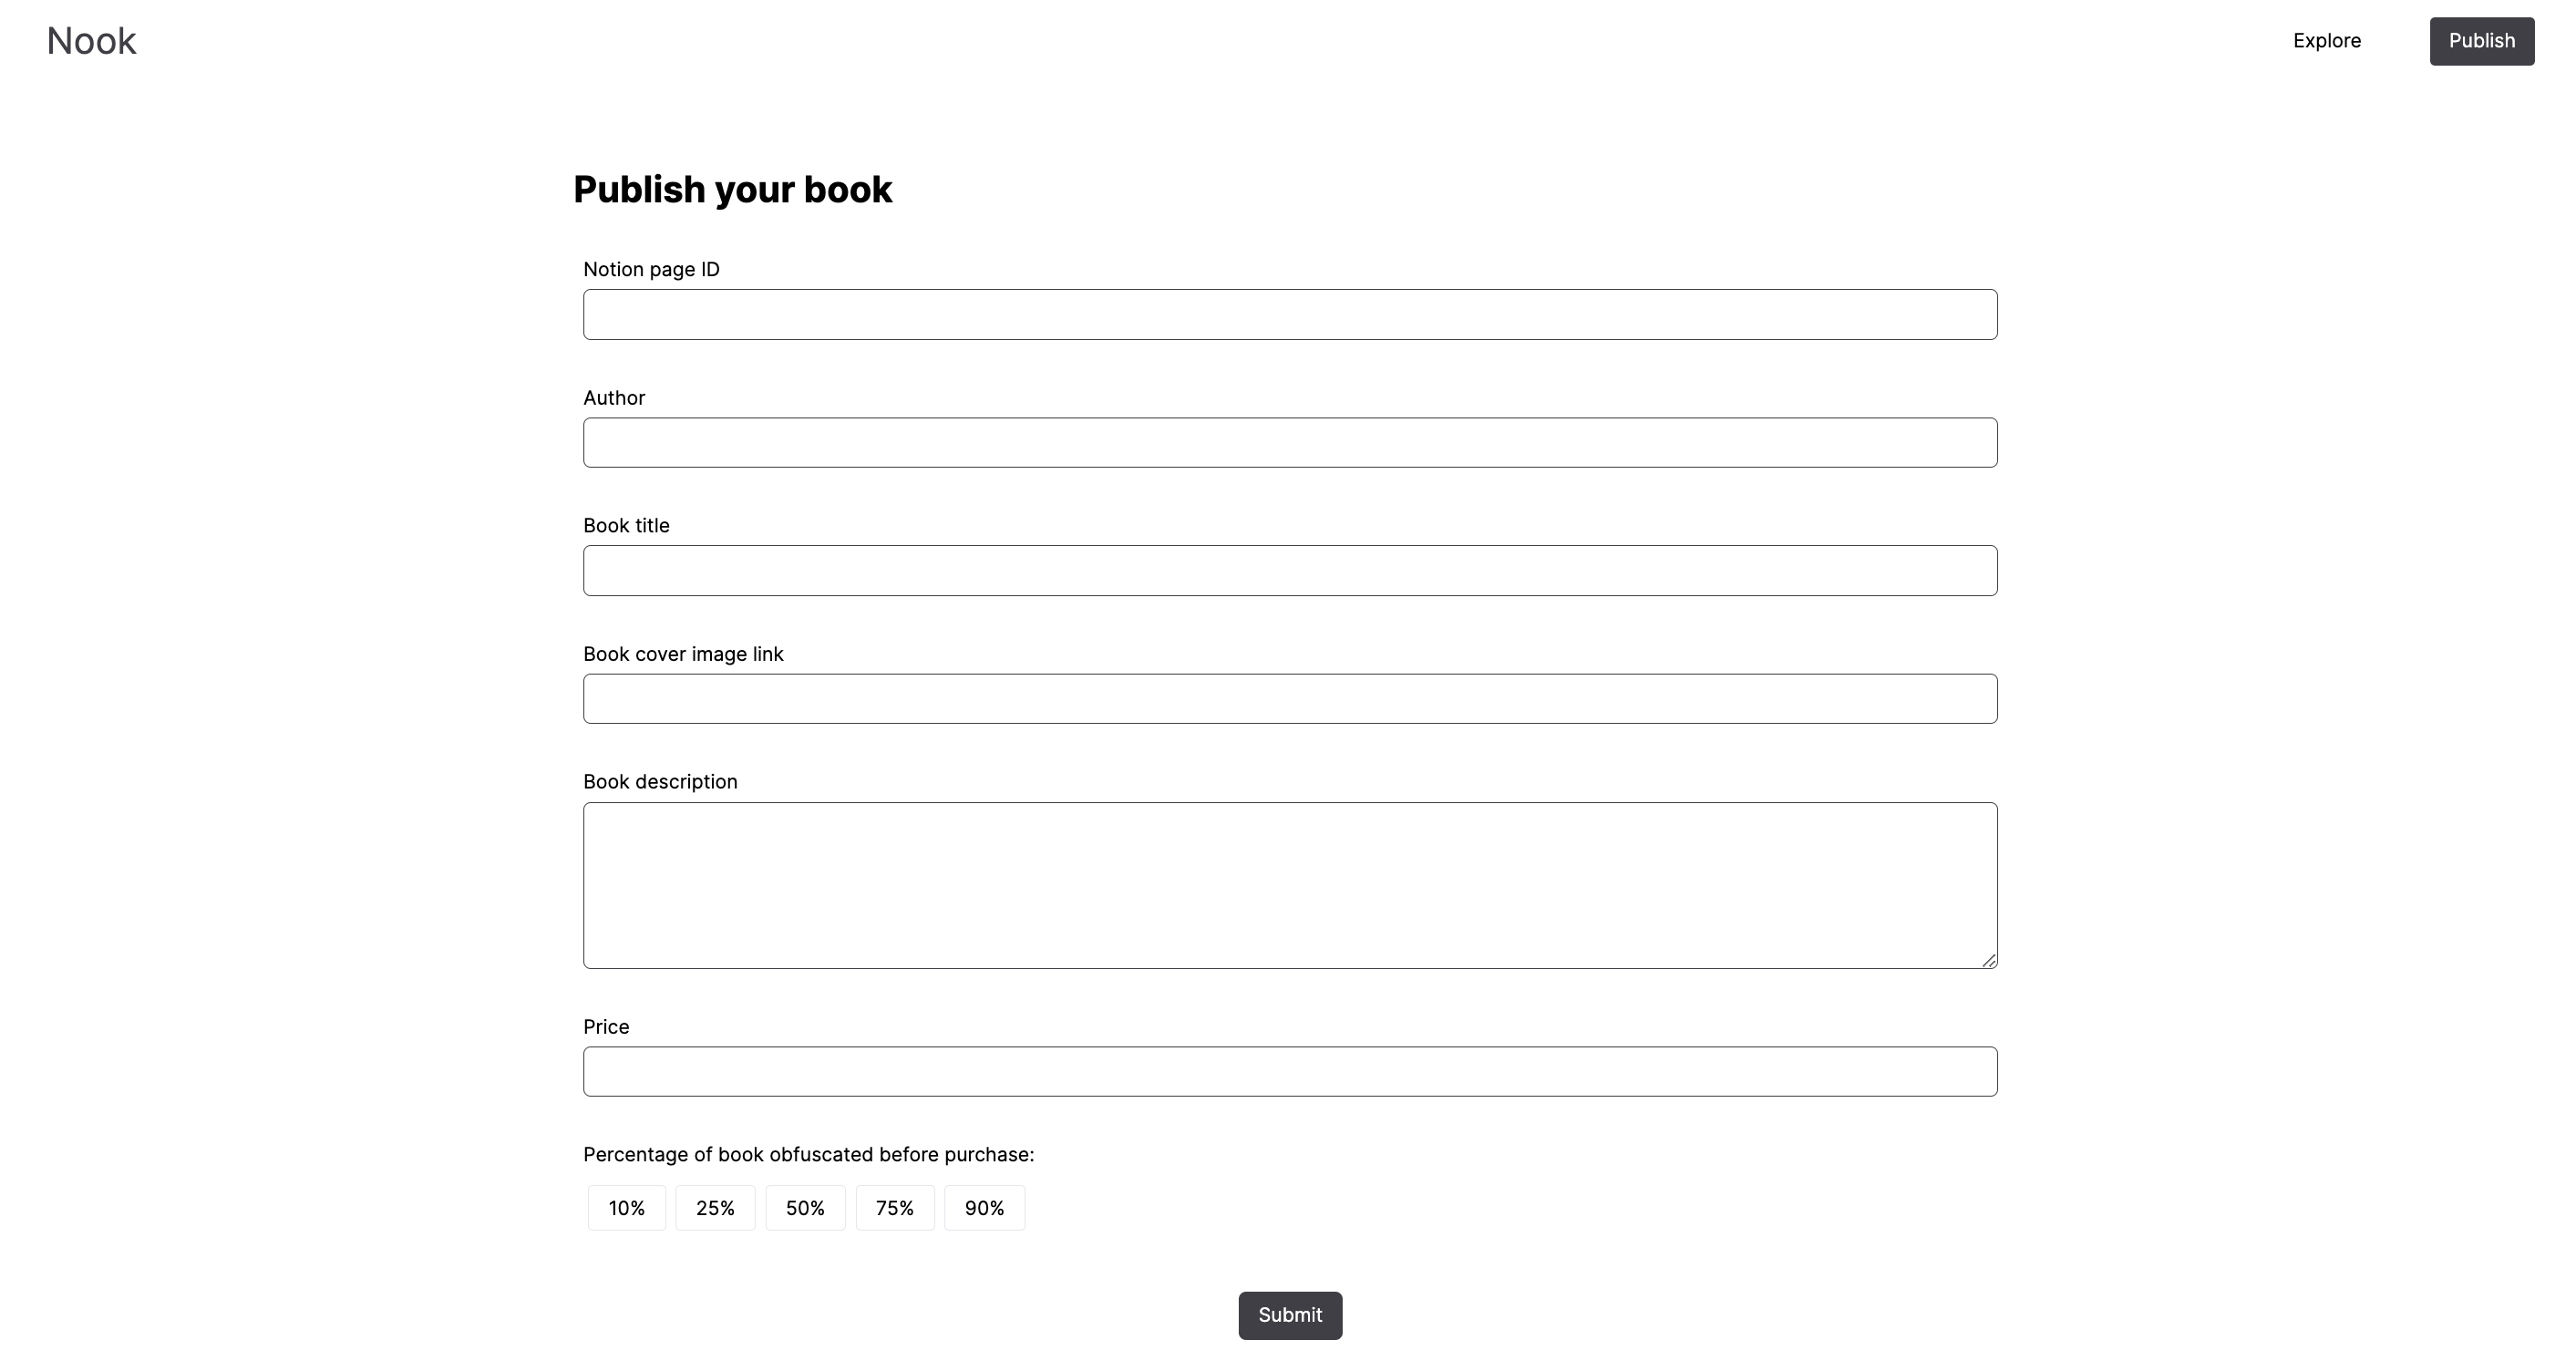 Nook
Explore
Publish
Publish your book
Notion page ID
Author
Book title
Book cover image link
Book description
Price
Percentage of book obfuscated before purchase:
10% 25% 50% 75% 90%
Submit